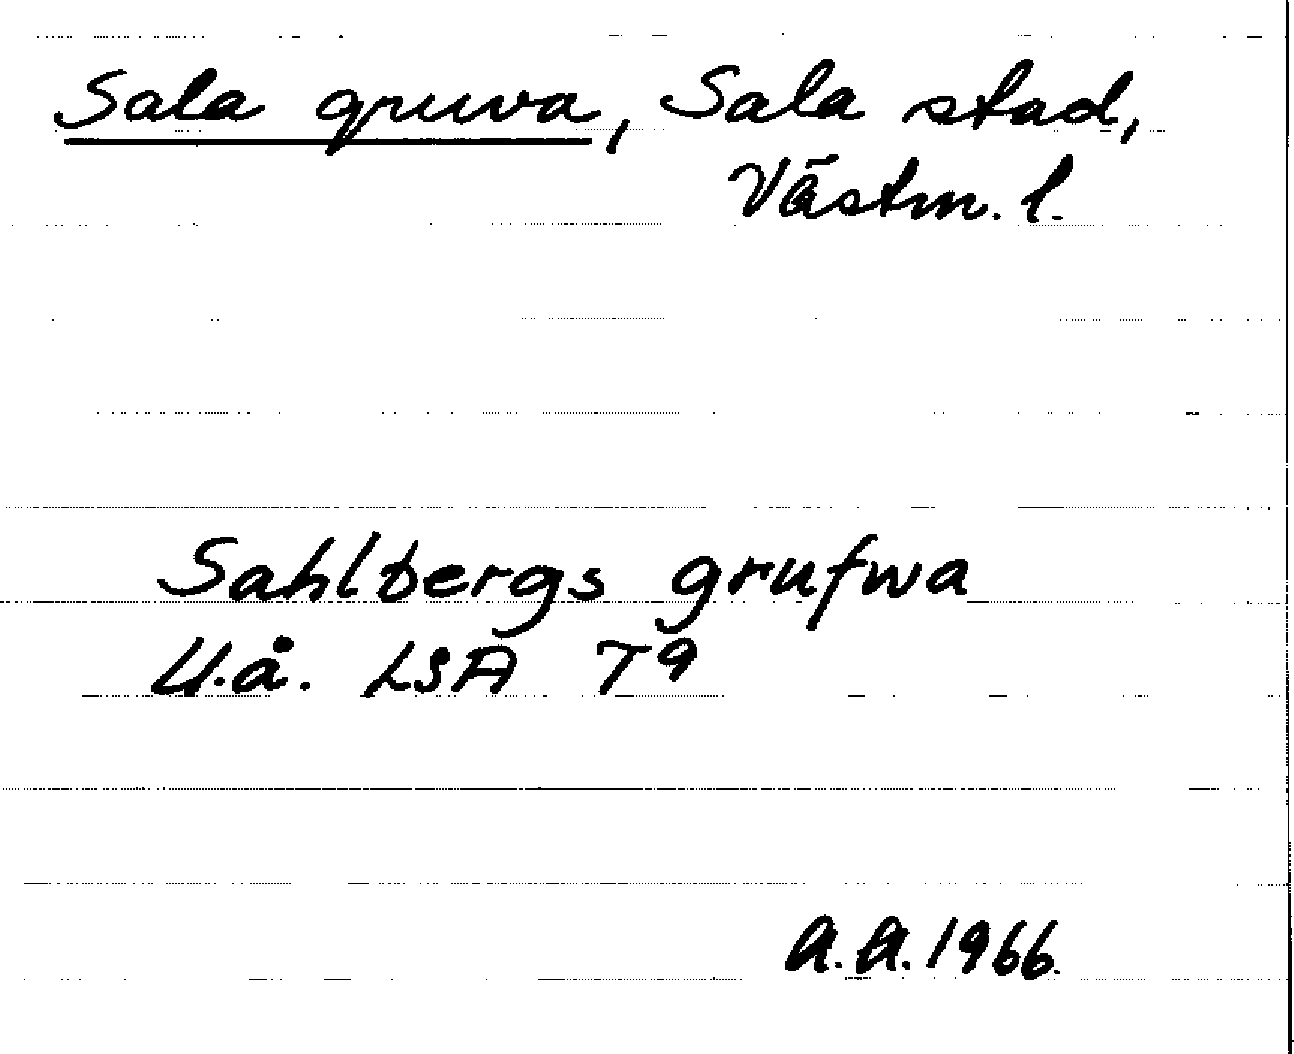 Sala gruva, Sala stad,
Västm. l.
Sahlbergs grufwa
U.å. LSA T9
A.A. 1966.